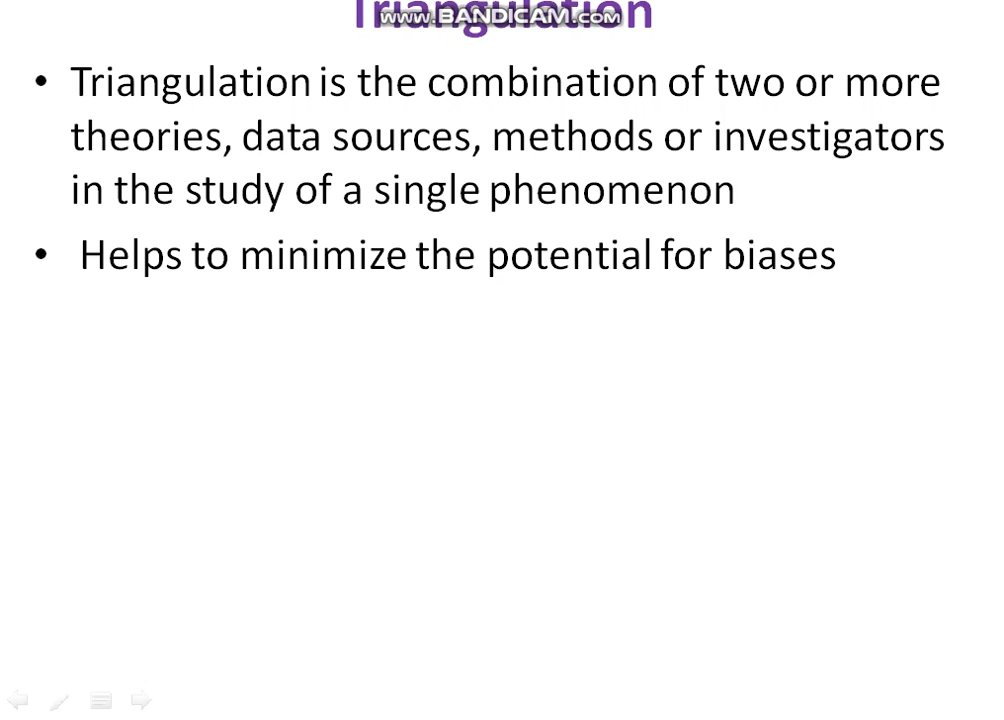 Triangulation
www.BANDICAM.com
• Triangulation is the combination of two or more
theories, data sources, methods or investigators
in the study of a single phenomenon
• Helps to minimize the potential for biases